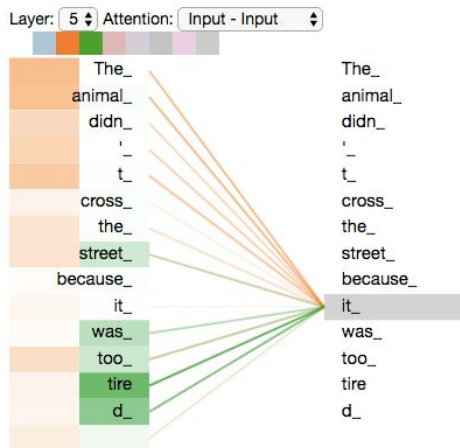 Layer: 5 Attention: Input - Input
The_ The_
animal_ animal_
didn_ didn_
'_ '_
t_ t_
cross_ cross_
the_ the_
street_ street_
because_ because_
it_ it_
was_ was_
too_ too_
tire tire
d_ d_